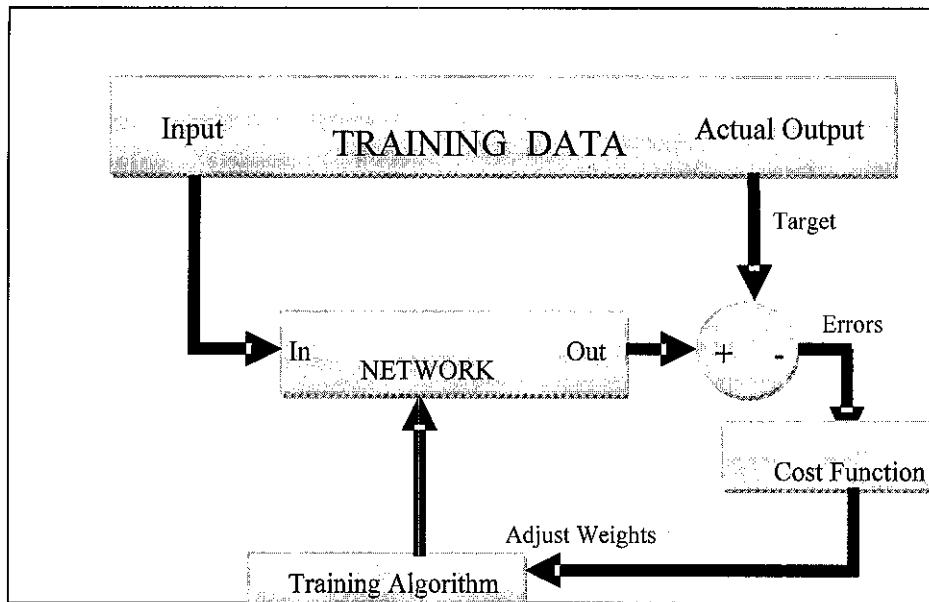 Input
TRAINING DATA
Actual Output
Target
In
NETWORK
Out
+ -
Errors
Cost Function
Adjust Weights
Training Algorithm